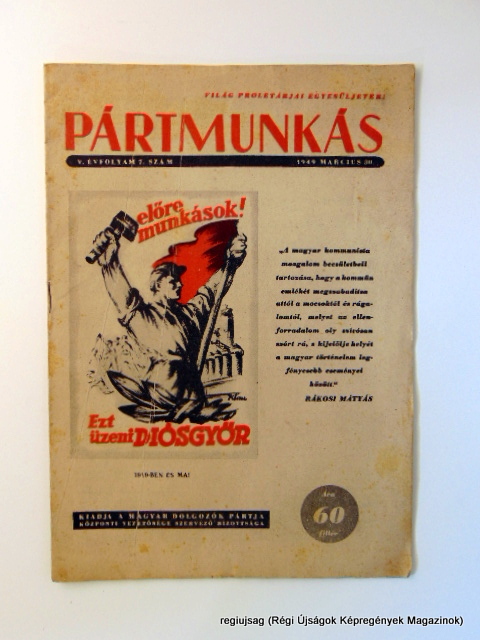 VILÁG PROLETÁRJAI EGYESÜLJETEK!
PÁRTMUNKÁS
V. ÉVFOLYAM 7. SZÁM
1949 MÁRCIUS 30.
előre
munkások!
Ezt
üzeni DIÓSGYŐR
„A magyar kommunista
mozgalom becsületbeli
tartozása, hogy a kommün
emlékét megszabadítsa
attól a mocsoktól és rága-
lomtól, melyet az ellen-
forradalom oly szívósan
szórt rá, s kijelölje helyét
a magyar történelem leg-
fényesebb eseményei
között.“
RÁKOSI MÁTYÁS
1919-BEN ÉS MA!
KIADJA A MAGYAR DOLGOZÓK PÁRTJA
KÖZPONTI VEZETŐSÉGE SZERVEZŐ BIZOTTSÁGA
Ára
60
fillér
regiujsag (Régi Újságok Képregények Magazinok)